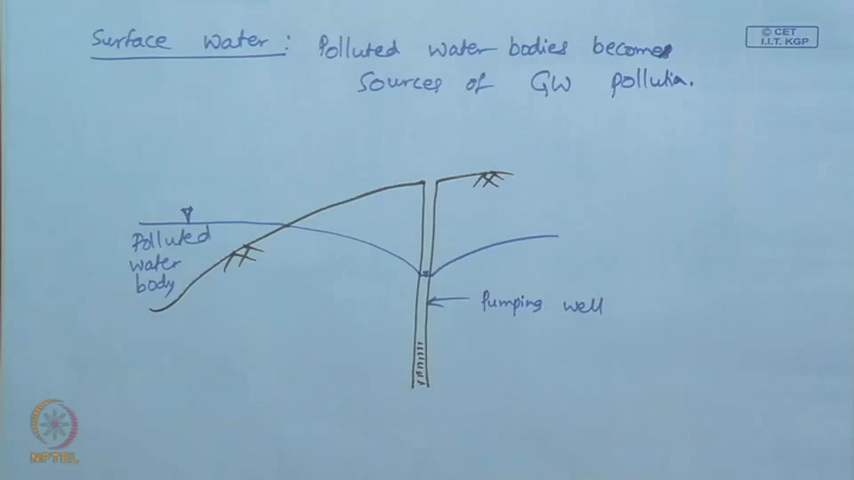 Surface Water: Polluted water bodies becomes
Sources of GW pollution.
© CET
I.I.T. KGP
Polluted
water
body
Pumping well
NPTEL